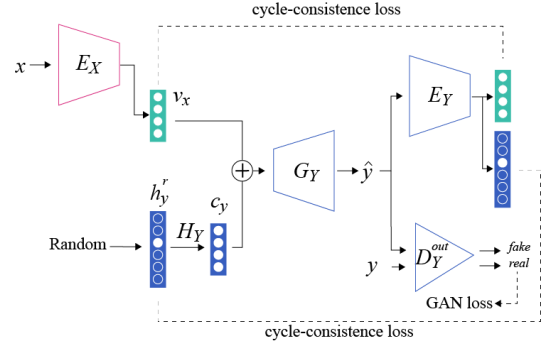 cycle-consistence loss
x
E_X
v_x
E_Y
h_y^r
c_y
G_Y
ŷ
Random
H_Y
y
D_Y^out
fake
real
GAN loss
cycle-consistence loss